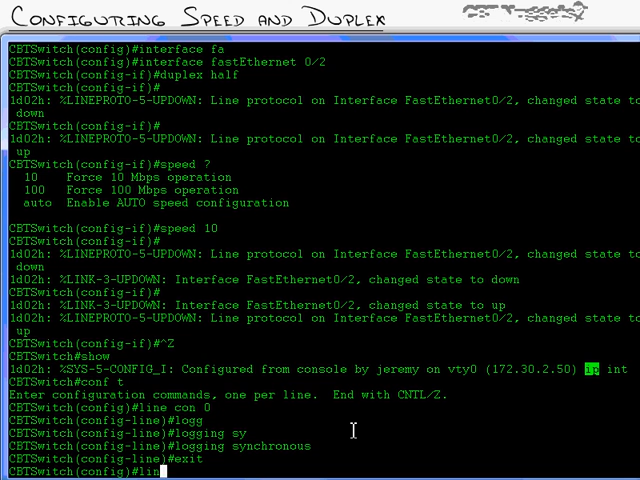 Configuring Speed and Duplex
CBTSwitch(config)#interface fa
CBTSwitch(config)#interface fastEthernet 0/2
CBTSwitch(config-if)#duplex half
CBTSwitch(config-if)#
1d02h: %LINEPROTO-5-UPDOWN: Line protocol on Interface FastEthernet0/2, changed state to
down
CBTSwitch(config-if)#
1d02h: %LINEPROTO-5-UPDOWN: Line protocol on Interface FastEthernet0/2, changed state to
up
CBTSwitch(config-if)#speed ?
10 Force 10 Mbps operation
100 Force 100 Mbps operation
auto Enable AUTO speed configuration
CBTSwitch(config-if)#speed 10
CBTSwitch(config-if)#
1d02h: %LINEPROTO-5-UPDOWN: Line protocol on Interface FastEthernet0/2, changed state to
down
1d02h: %LINK-3-UPDOWN: Interface FastEthernet0/2, changed state to down
CBTSwitch(config-if)#
1d02h: %LINK-3-UPDOWN: Interface FastEthernet0/2, changed state to up
1d02h: %LINEPROTO-5-UPDOWN: Line protocol on Interface FastEthernet0/2, changed state to
up
CBTSwitch(config-if)#^Z
CBTSwitch#show
1d02h: %SYS-5-CONFIG_I: Configured from console by jeremy on vty0 (172.30.2.50) ip int
CBTSwitch#conf t
Enter configuration commands, one per line. End with CNTL/Z.
CBTSwitch(config)#line con 0
CBTSwitch(config-line)#logg
CBTSwitch(config-line)#logging sy
CBTSwitch(config-line)#logging synchronous
CBTSwitch(config-line)#exit
CBTSwitch(config)#lin